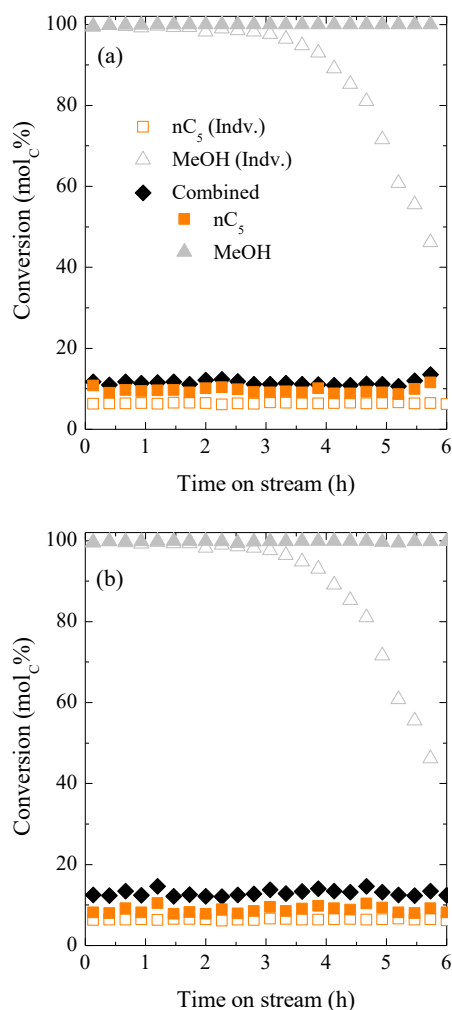 100
(a)
80
nC5 (Indv.)
MeOH (Indv.)
Combined
nC5
MeOH
60
40
20
0
Conversion (molC%)
0 1 2 3 4 5 6
Time on stream (h)
100
(b)
80
60
40
20
0
Conversion (molC%)
0 1 2 3 4 5 6
Time on stream (h)